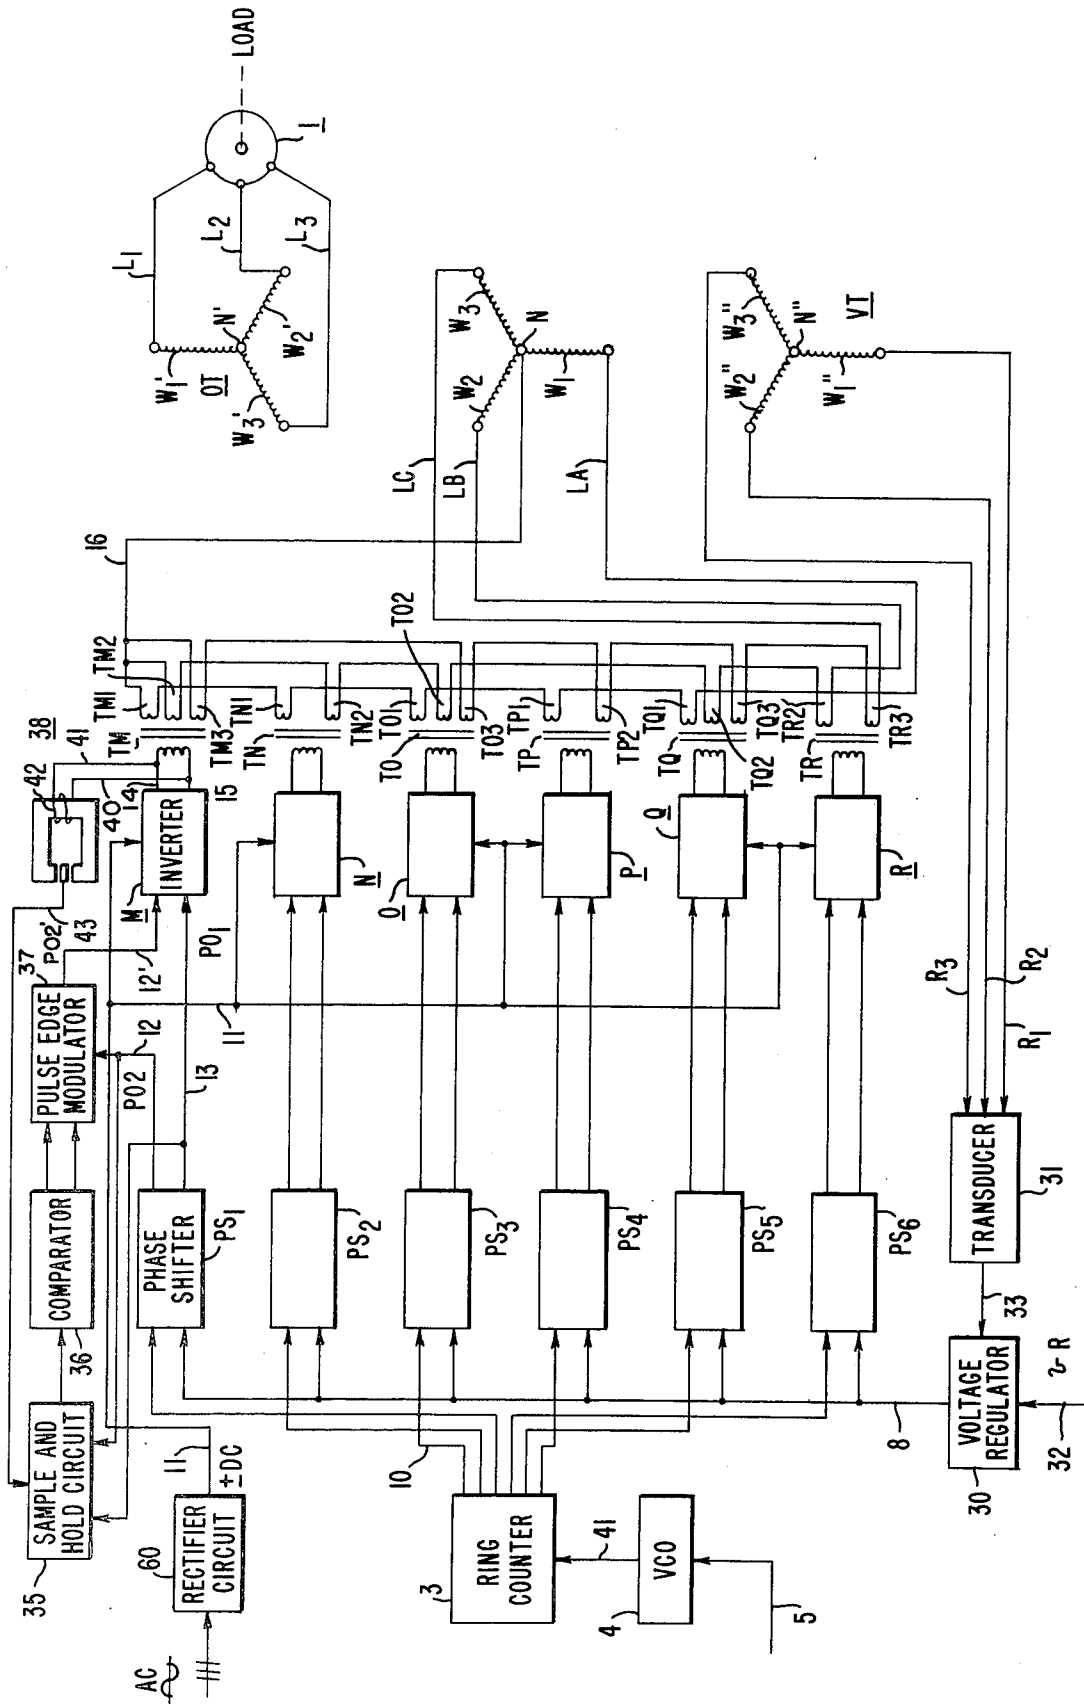 AC
60
RECTIFIER
CIRCUIT
11
±DC
35
SAMPLE AND
HOLD CIRCUIT
36
COMPARATOR
37
PULSE EDGE
MODULATOR
PO2'
43
12'
12
PO2
13
PHASE
SHIFTER
PS1
M
INVERTER
14
15
40
42
41
38
TM
TM1
TM2
TM3
16
11
PO1
PS2
N
TN
TN1
TN2
10
PS3
O
TO
TO1
TO2
TO3
PS4
P
TP
TP1
TP2
PS5
Q
TQ
TQ1
TQ2
TQ3
PS6
R
TR
TR2
TR3
3
RING
COUNTER
41
4
VCO
5
8
30
VOLTAGE
REGULATOR
32
v R
33
TRANSDUCER
31
R3
R2
R1
L1
L2
L3
W1'
W2'
W3'
N'
OT
1
LOAD
LC
LB
LA
W3
W2
W1
N
W3"
W2"
W1"
N"
VT